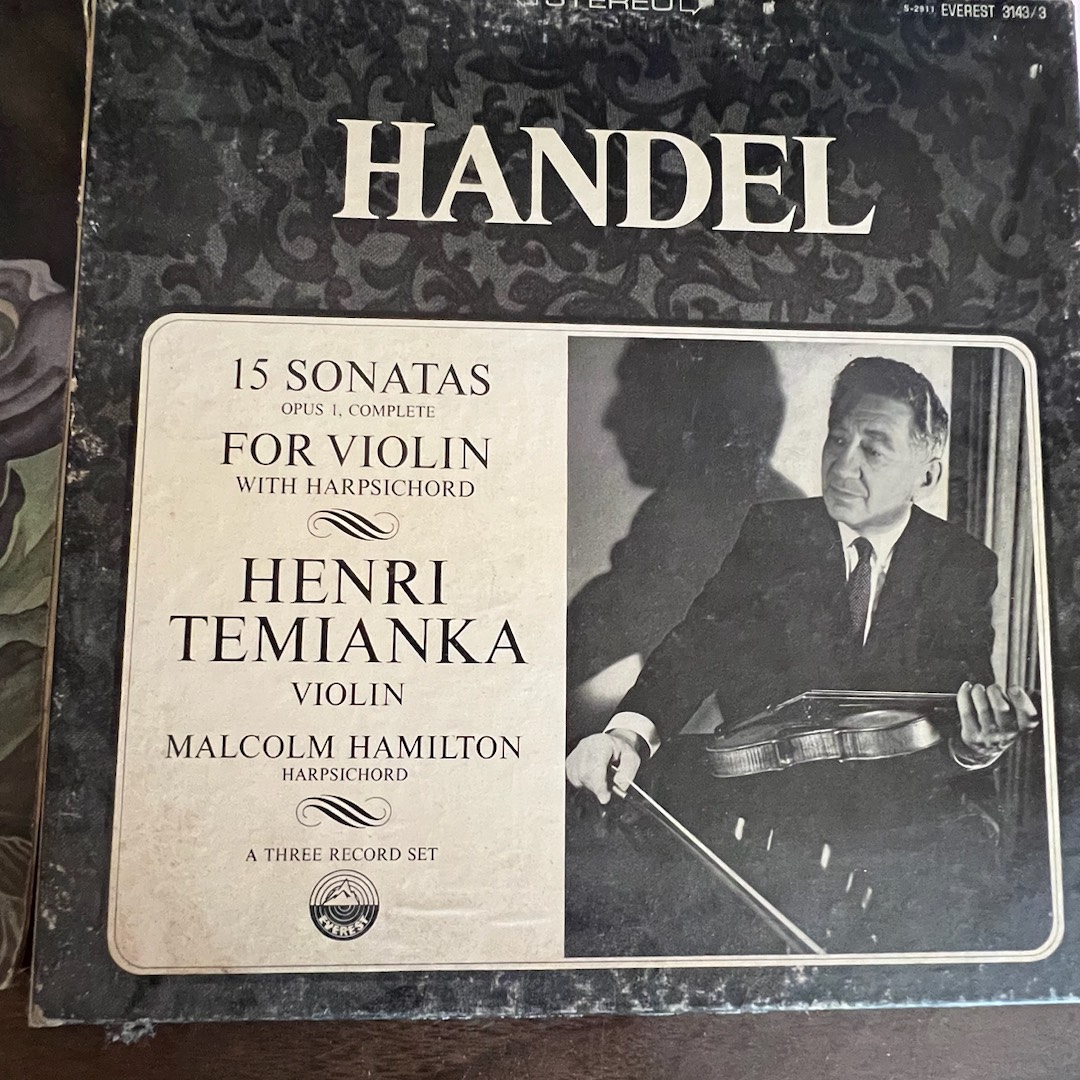 STEREO
S-2911 EVEREST 3143/3
HANDEL
15 SONATAS
OPUS 1, COMPLETE
FOR VIOLIN
WITH HARPSICHORD
HENRI
TEMIANKA
VIOLIN
MALCOLM HAMILTON
HARPSICHORD
A THREE RECORD SET
EVEREST